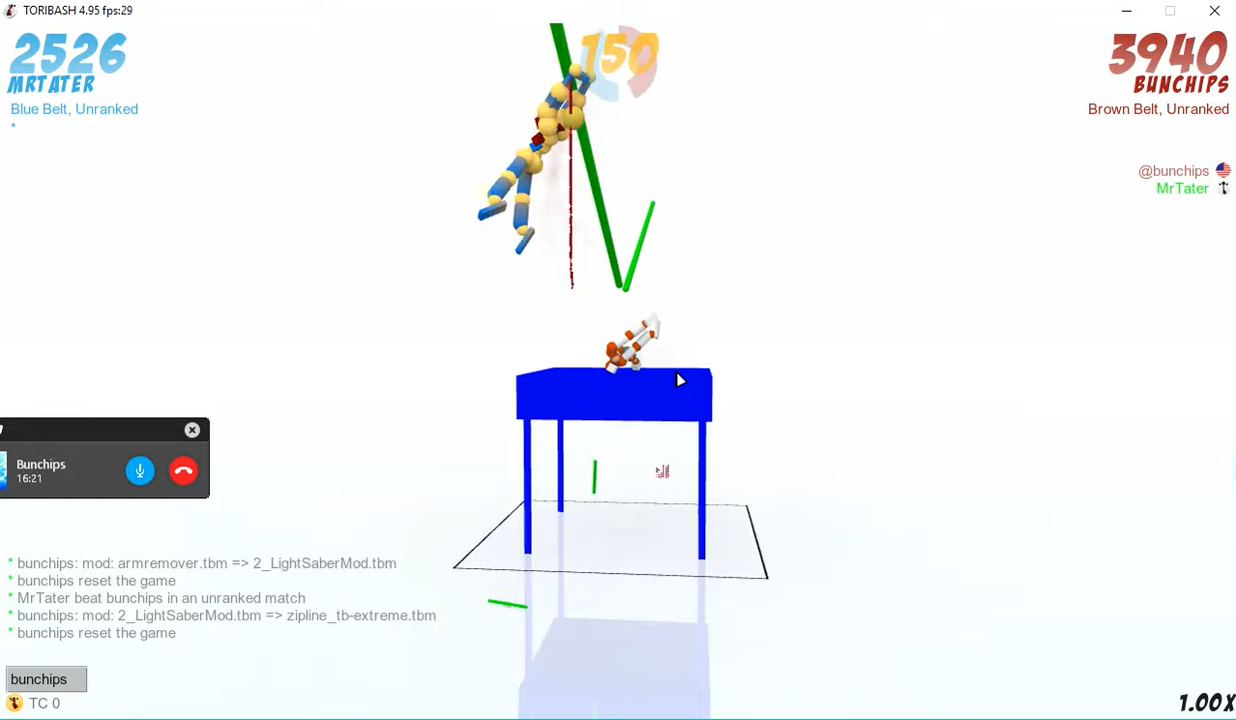 TORIBASH 4.95 fps:29
2526
MRTATER
Blue Belt, Unranked
*
150
3940
BUNCHIPS
Brown Belt, Unranked
@bunchips
MrTater
Bunchips
16:21
* bunchips: mod: armremover.tbm => 2_LightSaberMod.tbm
* bunchips reset the game
* MrTater beat bunchips in an unranked match
* bunchips: mod: 2_LightSaberMod.tbm => zipline_tb-extreme.tbm
* bunchips reset the game
bunchips
TC 0
1.00X